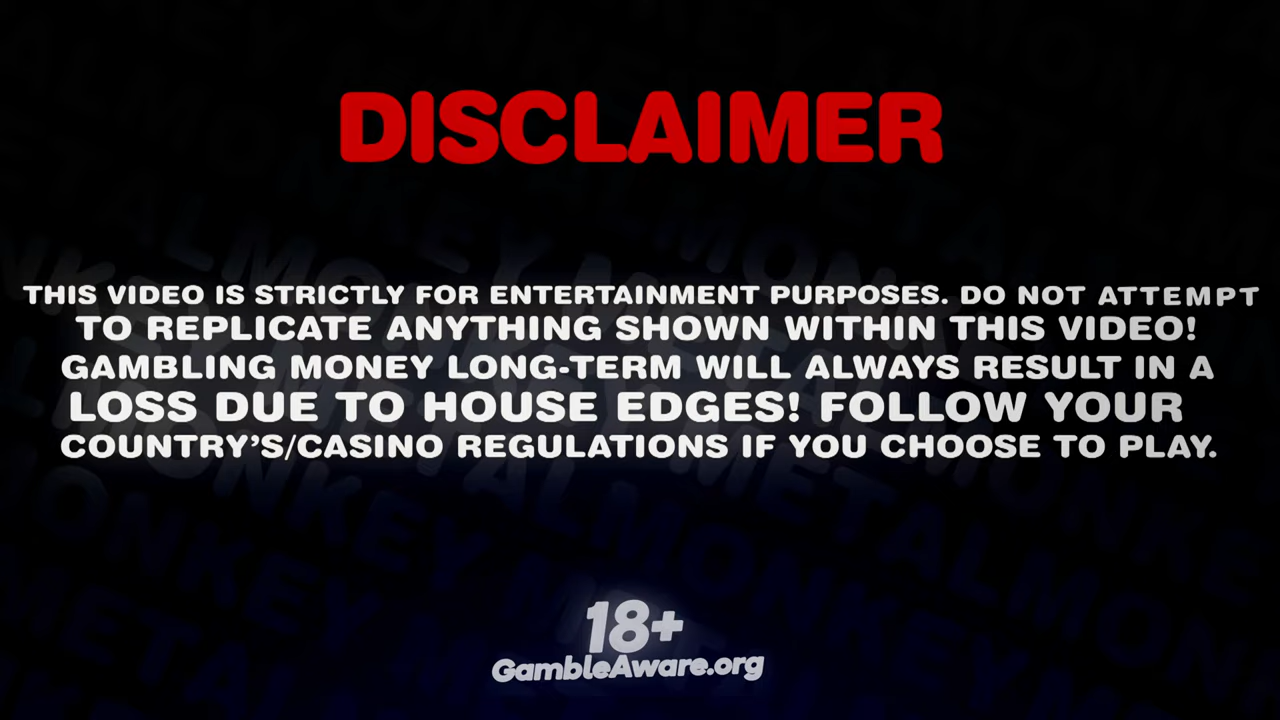 DISCLAIMER
THIS VIDEO IS STRICTLY FOR ENTERTAINMENT PURPOSES. DO NOT ATTEMPT
TO REPLICATE ANYTHING SHOWN WITHIN THIS VIDEO!
GAMBLING MONEY LONG-TERM WILL ALWAYS RESULT IN A
LOSS DUE TO HOUSE EDGES! FOLLOW YOUR
COUNTRY'S/CASINO REGULATIONS IF YOU CHOOSE TO PLAY.
18+
GambleAware.org